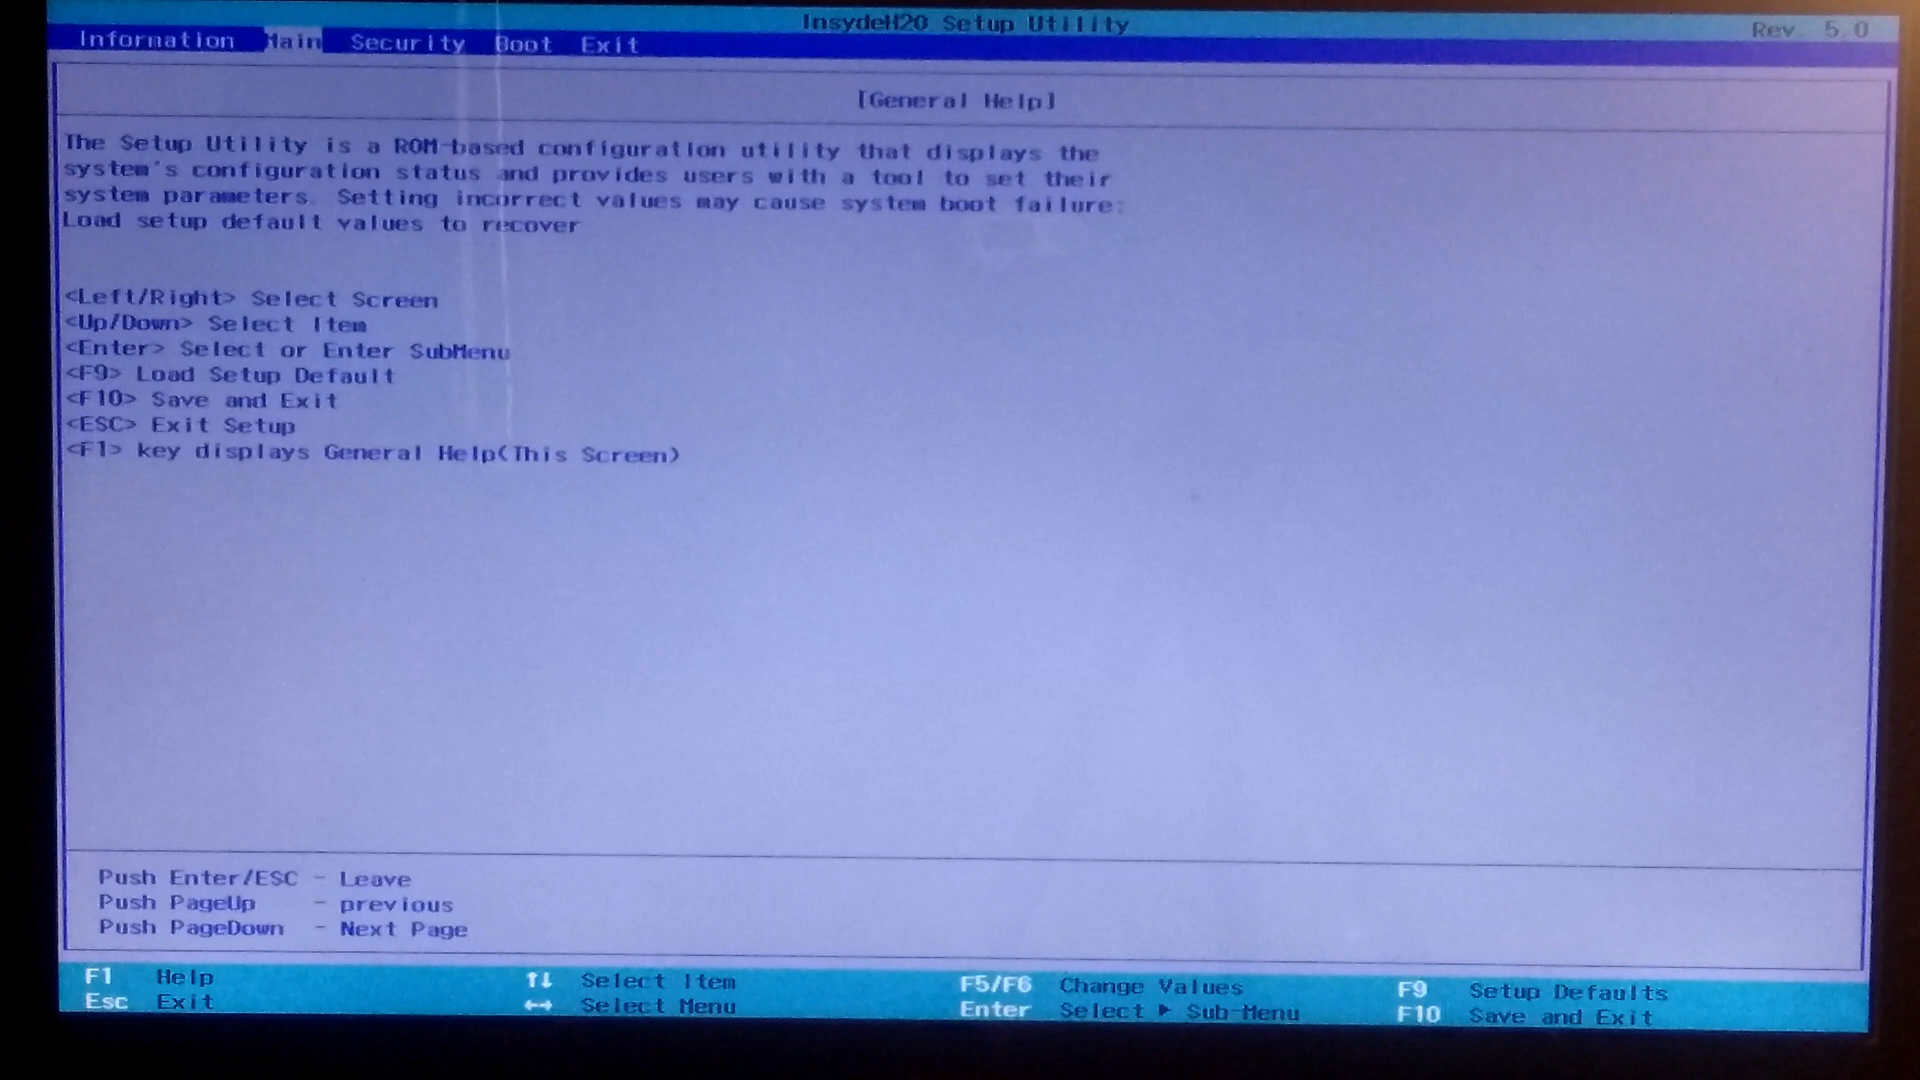 InsydeH20 Setup Utility Rev. 5.0
Information Main Security Boot Exit
[General Help]
The Setup Utility is a ROM-based configuration utility that displays the
system's configuration status and provides users with a tool to set their
system parameters. Setting incorrect values may cause system boot failure:
Load setup default values to recover
<Left/Right> Select Screen
<Up/Down> Select Item
<Enter> Select or Enter SubMenu
<F9> Load Setup Default
<F10> Save and Exit
<ESC> Exit Setup
<F1> key displays General Help(This Screen)
Push Enter/ESC - Leave
Push PageUp - previous
Push PageDown - Next Page
F1 Help ↑↓ Select Item F5/F6 Change Values F9 Setup Defaults
Esc Exit ↔ Select Menu Enter Select ► Sub-Menu F10 Save and Exit